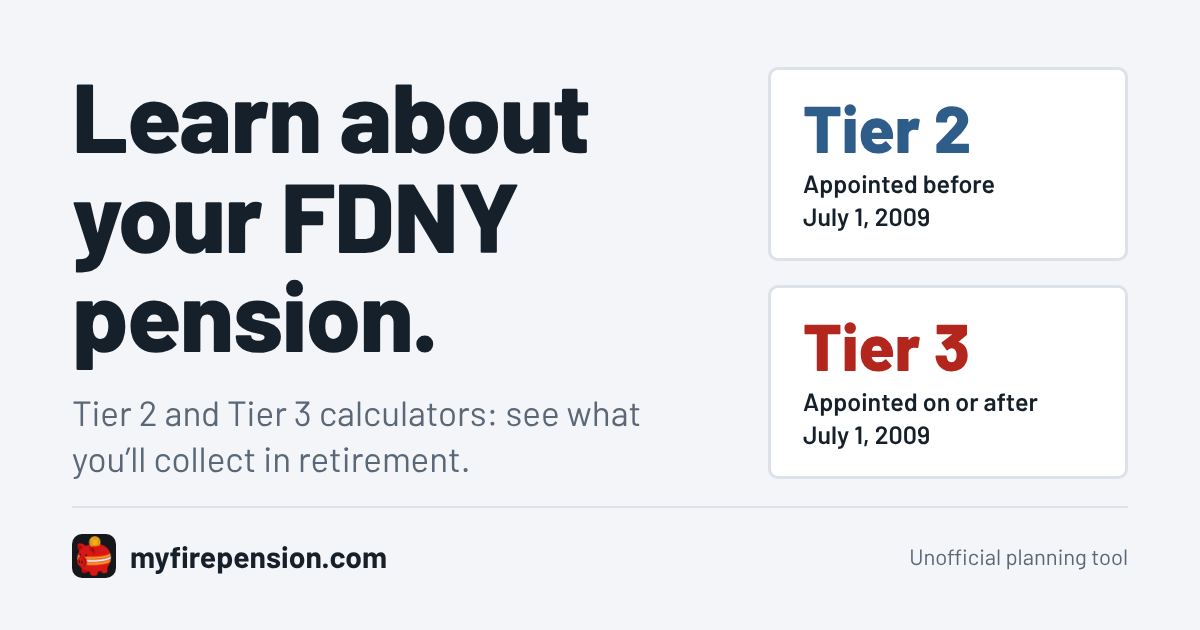 Learn about
your FDNY
pension.
Tier 2 and Tier 3 calculators: see what
you’ll collect in retirement.
Tier 2
Appointed before
July 1, 2009
Tier 3
Appointed on or after
July 1, 2009
myfirepension.com
Unofficial planning tool